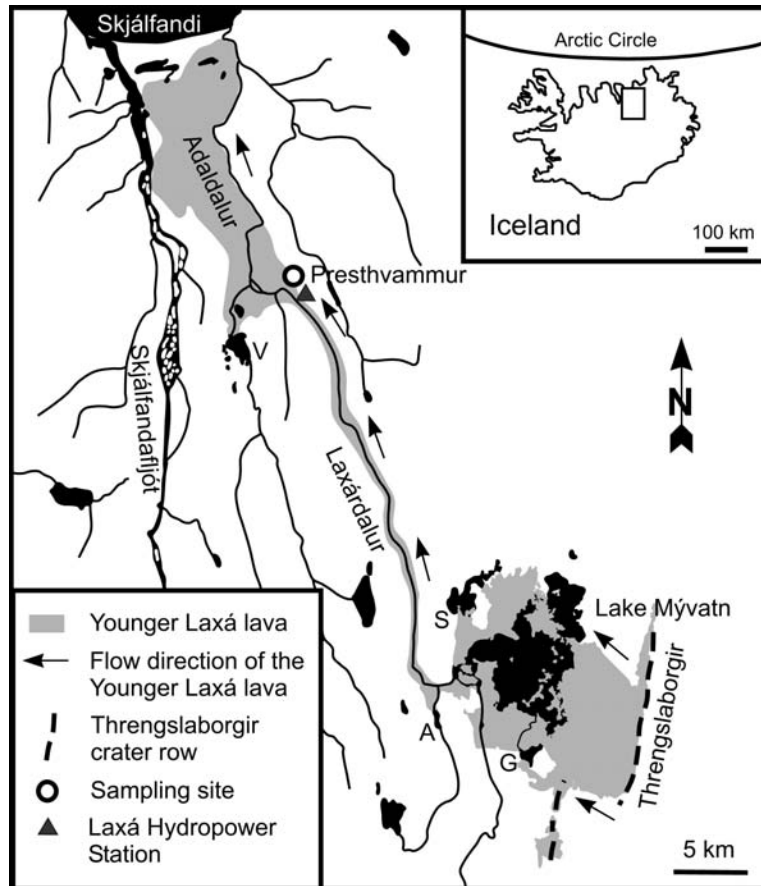 Skjálfandi
Arctic Circle
Iceland
100 km
Adaldalur
Presthvammur
V
Skjálfandafljót
N
Laxárdalur
S
Lake Mývatn
A
G
Threngslaborgir
5 km
Younger Laxá lava
Flow direction of the
Younger Laxá lava
Threngslaborgir
crater row
Sampling site
Laxá Hydropower
Station